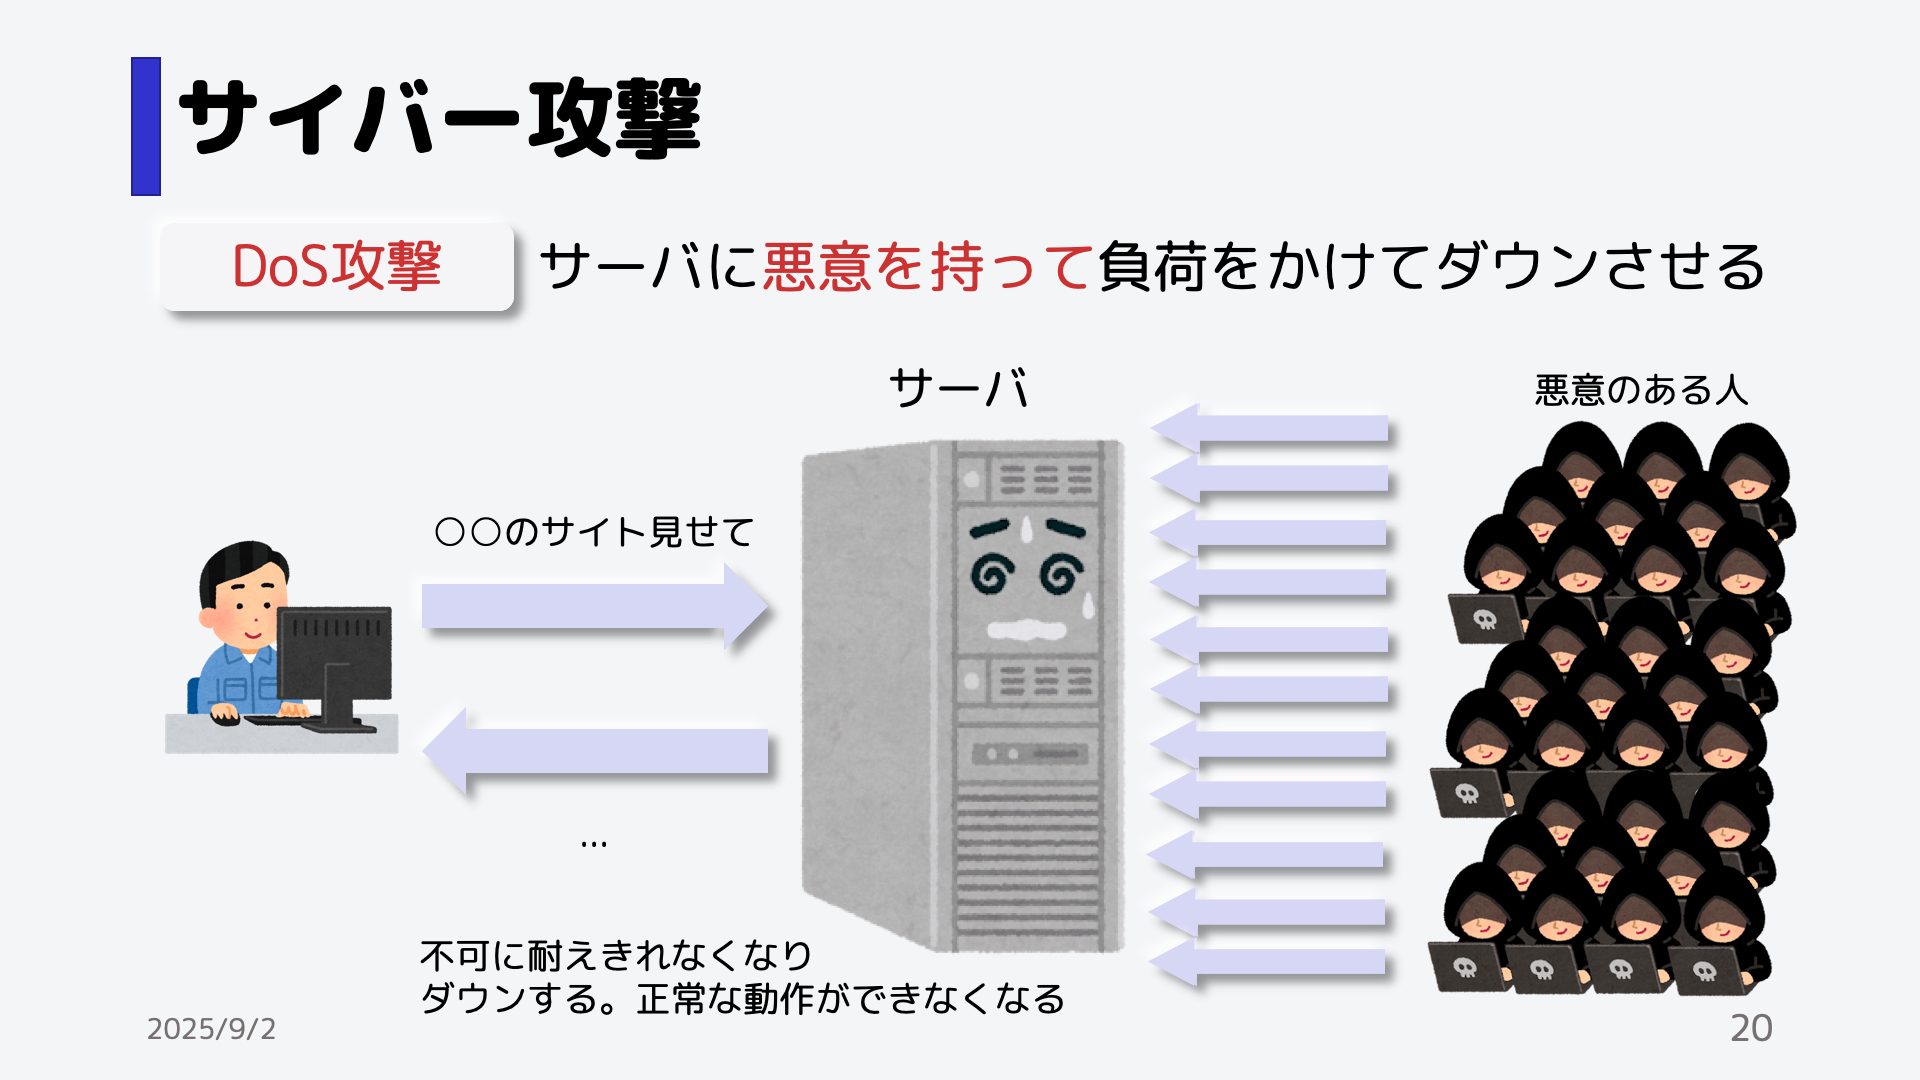 サイバー攻撃
DoS攻撃
サーバに悪意を持って負荷をかけてダウンさせる
サーバ
悪意のある人
○○のサイト見せて
…
不可に耐えきれなくなり
ダウンする。正常な動作ができなくなる
2025/9/2
20